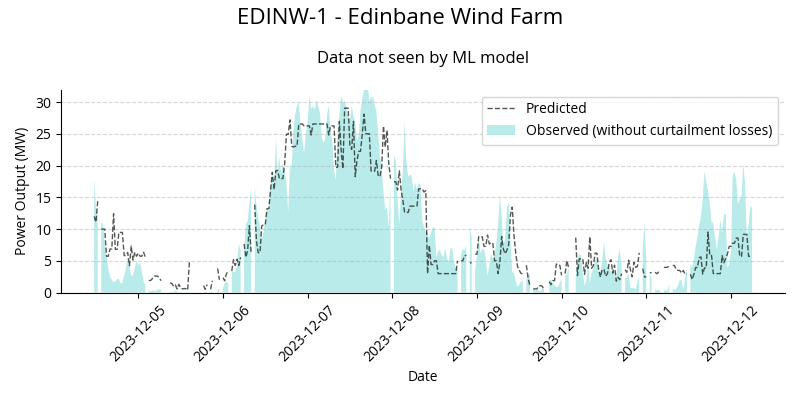 EDINW-1 - Edinbane Wind Farm
Data not seen by ML model
Predicted
Observed (without curtailment losses)
Power Output (MW)
30
25
20
15
10
5
0
2023-12-05
2023-12-06
2023-12-07
2023-12-08
2023-12-09
2023-12-10
2023-12-11
2023-12-12
Date